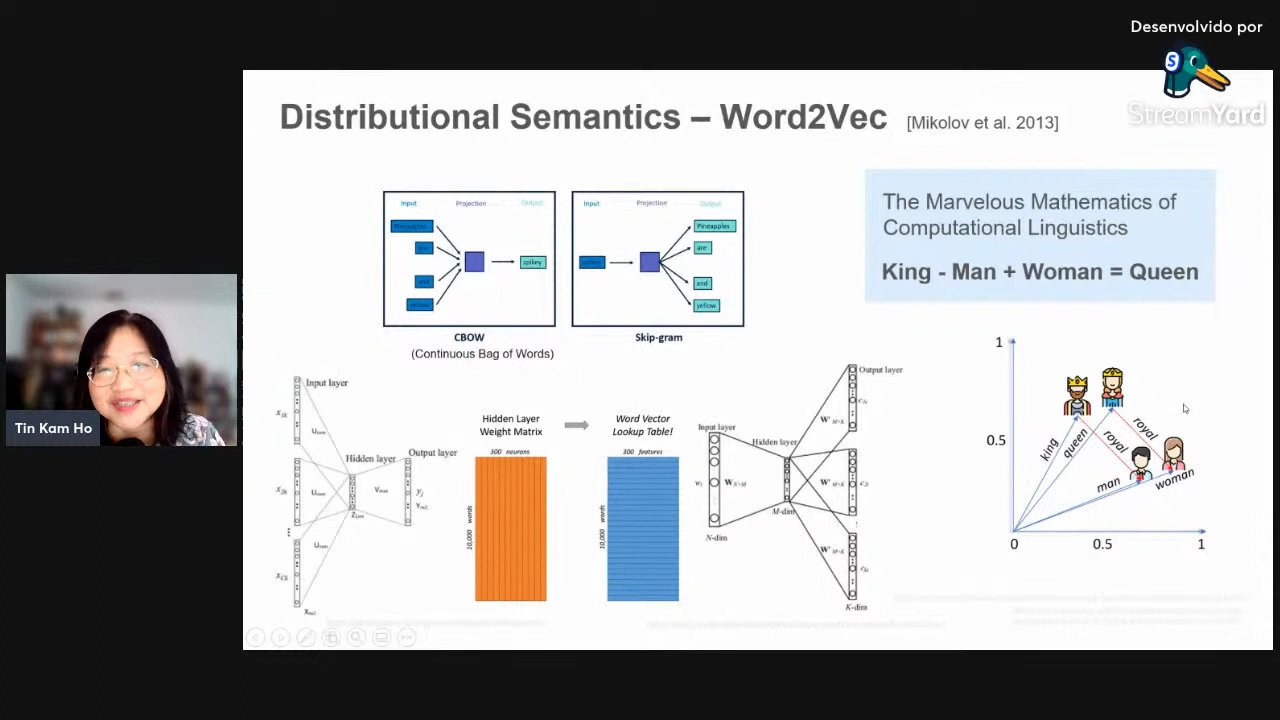 Desenvolvido por
StreamYard
Distributional Semantics – Word2Vec [Mikolov et al. 2013]
Input Projection Output
Pineapples
are
and
yellow
spikey
CBOW
(Continuous Bag of Words)
Input Projection Output
spikey
Pineapples
are
and
yellow
Skip-gram
The Marvelous Mathematics of
Computational Linguistics
King - Man + Woman = Queen
Input layer
Hidden layer
Output layer
Hidden Layer
Weight Matrix
300 neurons
10,000 words
Word Vector
Lookup Table!
300 features
10,000 words
Input layer
Hidden layer
Output layer
N-dim
M-dim
K-dim
1
0.5
0
0.5
1
king
queen
royal
royal
man
woman
Tin Kam Ho